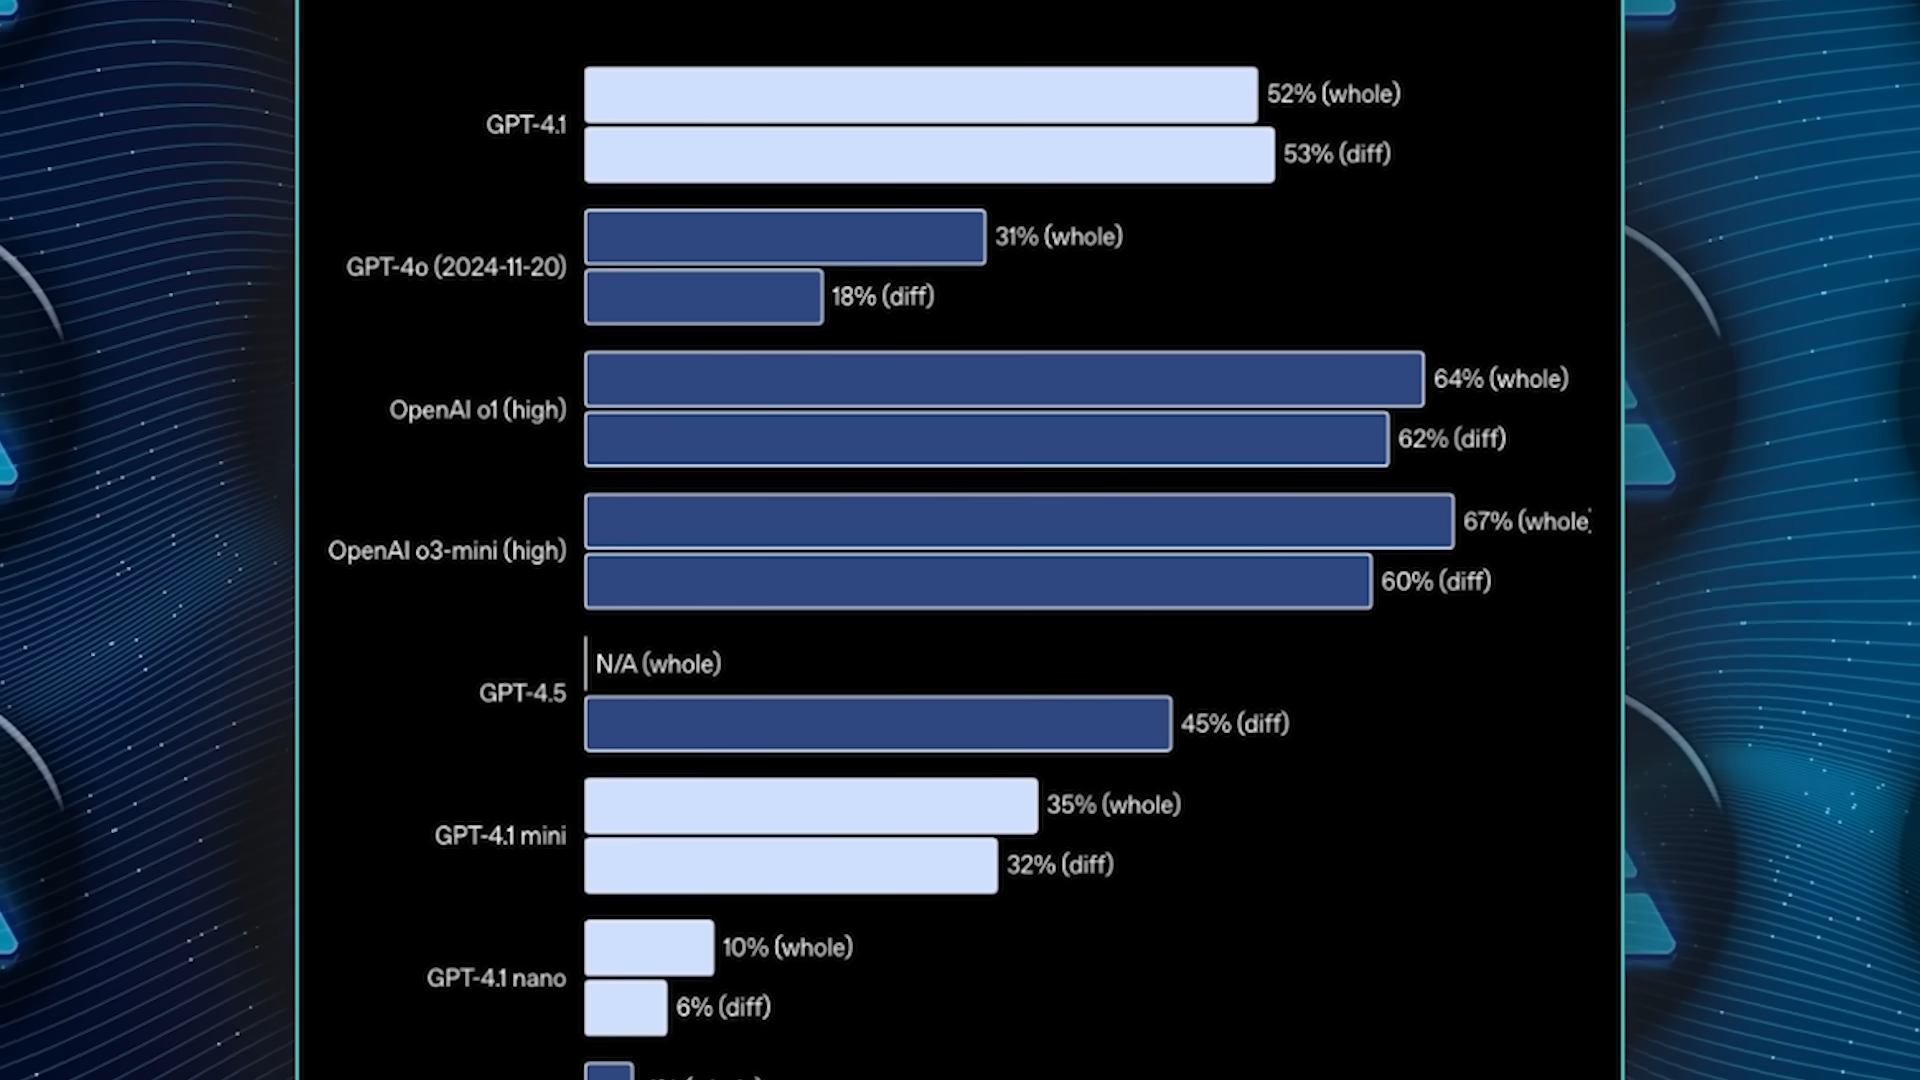 52% (whole)
GPT-4.1
53% (diff)
31% (whole)
GPT-4o (2024-11-20)
18% (diff)
64% (whole)
OpenAI o1 (high)
62% (diff)
67% (whole)
OpenAI o3-mini (high)
60% (diff)
N/A (whole)
GPT-4.5
45% (diff)
35% (whole)
GPT-4.1 mini
32% (diff)
10% (whole)
GPT-4.1 nano
6% (diff)